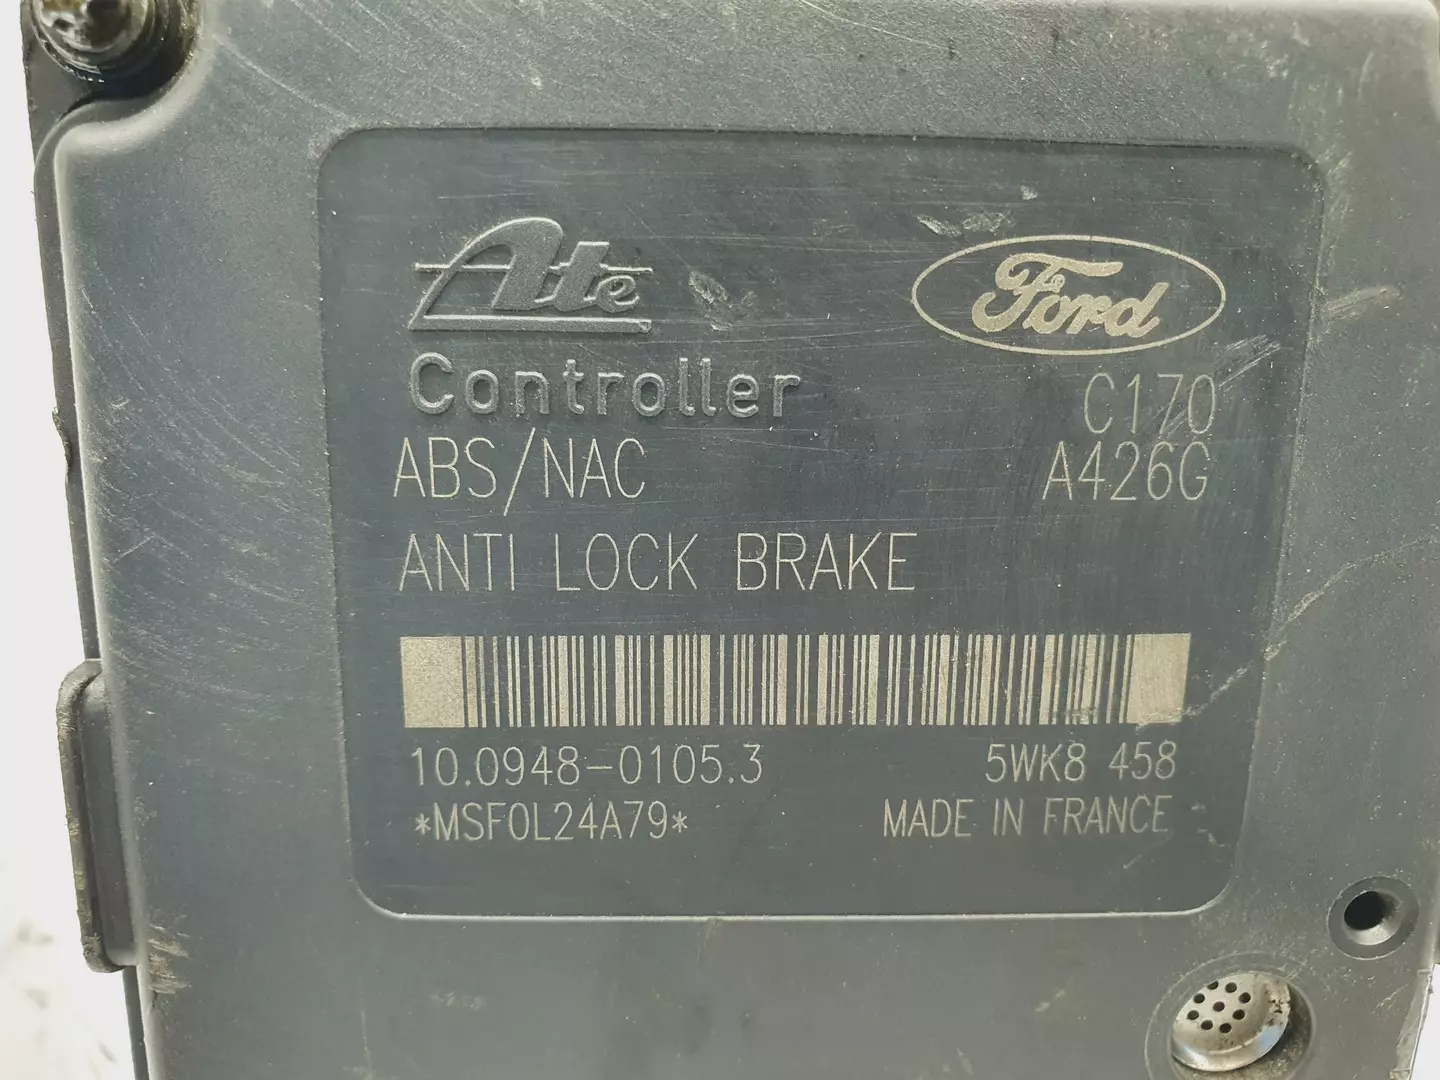 Ate
Ford
Controller
C170
ABS/NAC
A426G
ANTI LOCK BRAKE
10.0948-0105.3
5WK8 458
*MSF0L24A79*
MADE IN FRANCE